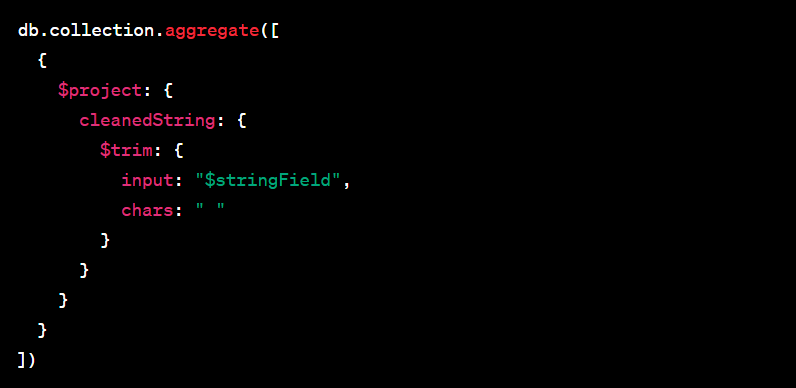 db.collection.aggregate([
  {
    $project: {
      cleanedString: {
        $trim: {
          input: "$stringField",
          chars: " "
        }
      }
    }
  }
])